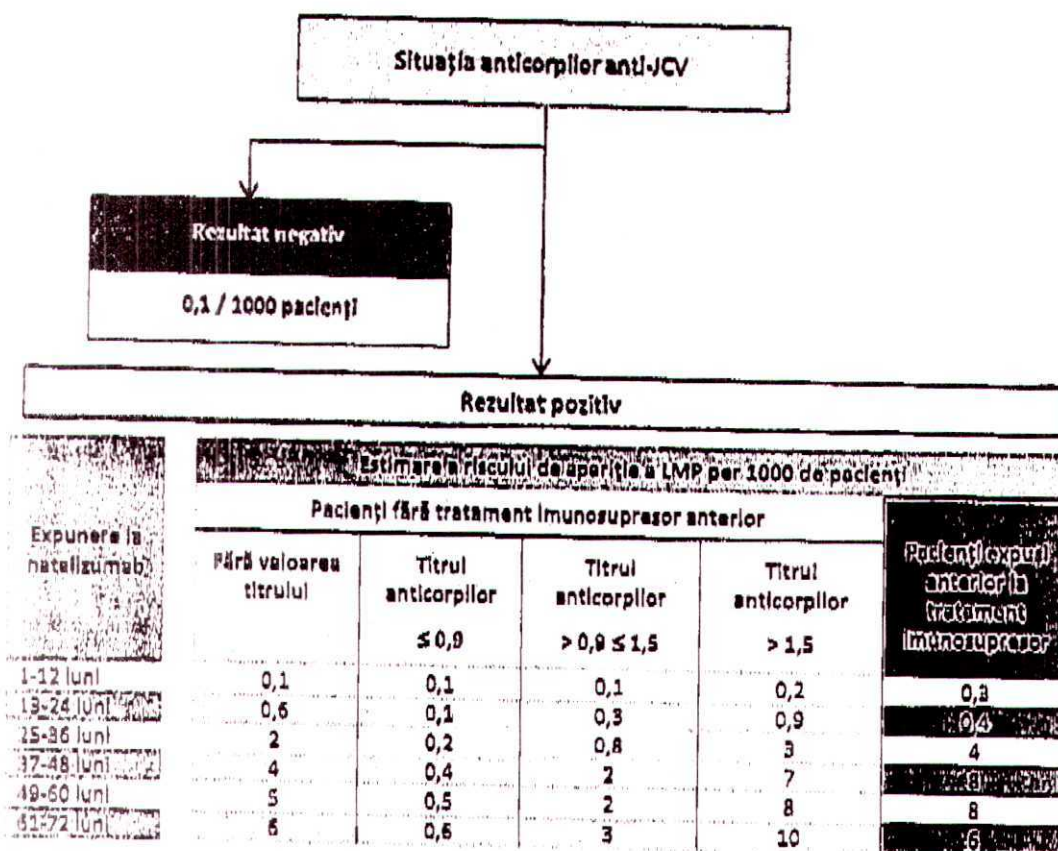 Situația anticorpilor anti-JCV
Rezultat negativ
0,1 / 1000 pacienți
Rezultat pozitiv
Estimarea riscului de apariție a LMP per 1000 de pacienți
Pacienți fără tratament imunosupresor anterior
Expunere la
natalizumab
Fără valoarea
titrului
Titrul
anticorpilor
≤ 0,9
Titrul
anticorpilor
> 0,9 ≤ 1,5
Titrul
anticorpilor
> 1,5
Pacienți expuși
anterior la
tratament
imunosupresor
1-12 luni 0,1 0,1 0,1 0,2 0,3
13-24 luni 0,6 0,1 0,3 0,9 0,4
25-36 luni 2 0,2 0,8 3 4
37-48 luni 4 0,4 2 7
49-60 luni 5 0,5 2 8 8
61-72 luni 6 0,6 3 10 6